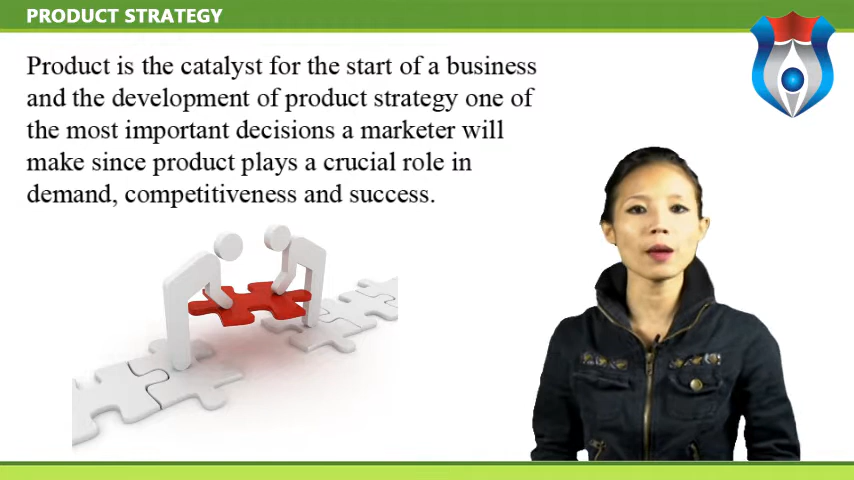 PRODUCT STRATEGY
Product is the catalyst for the start of a business
and the development of product strategy one of
the most important decisions a marketer will
make since product plays a crucial role in
demand, competitiveness and success.